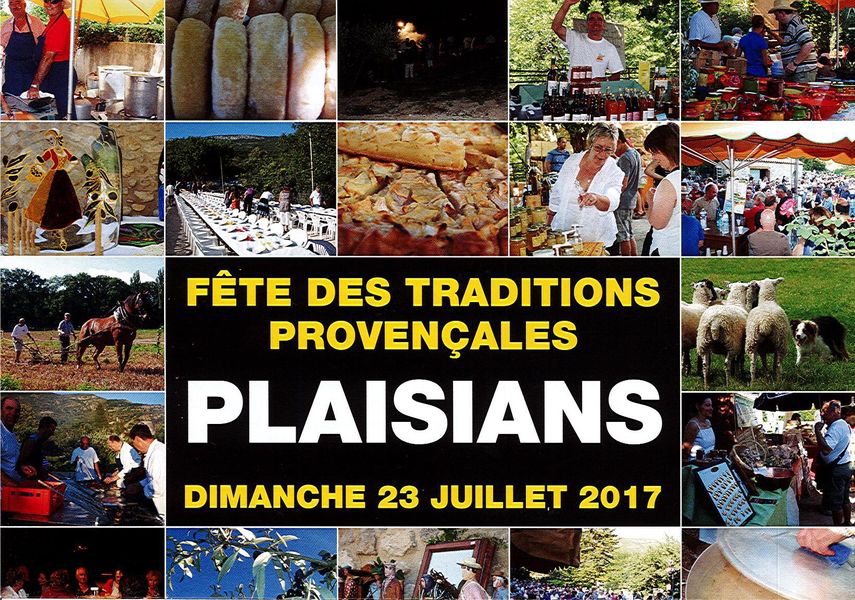 FÊTE DES TRADITIONS
PROVENÇALES
PLAISIANS
DIMANCHE 23 JUILLET 2017